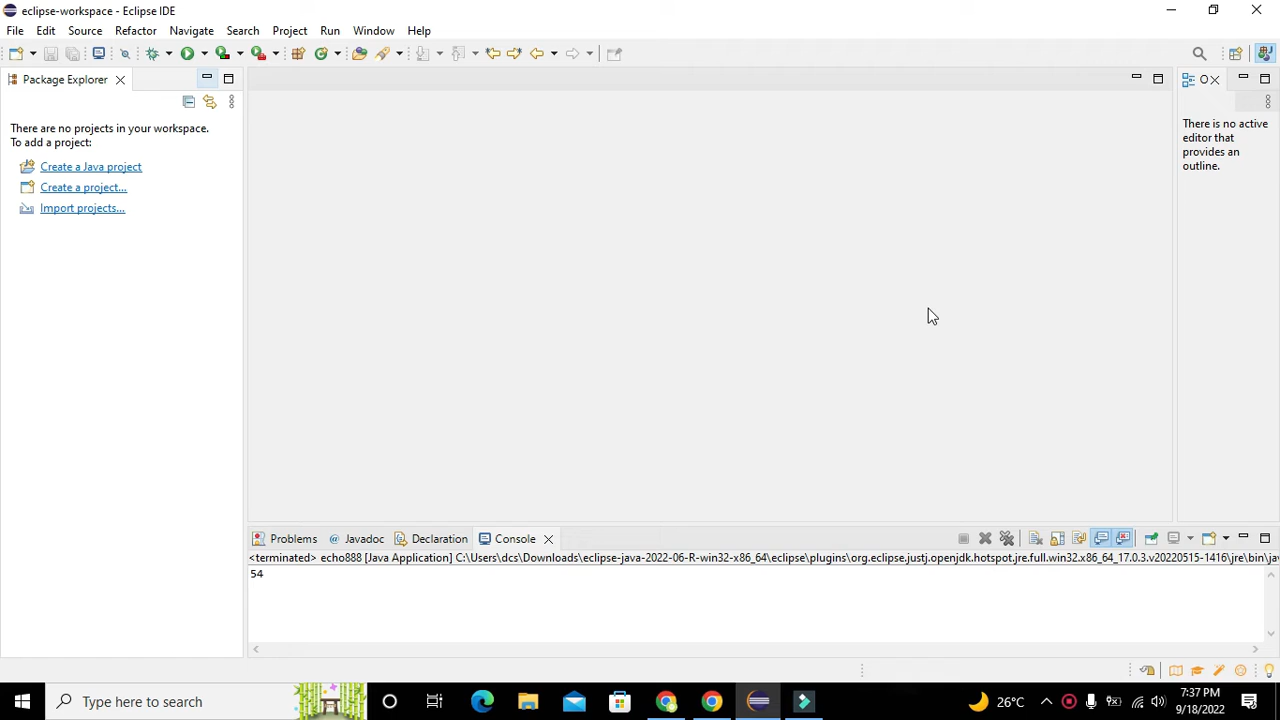 eclipse-workspace - Eclipse IDE
File Edit Source Refactor Navigate Search Project Run Window Help
Package Explorer
O
There are no projects in your workspace.
To add a project:
Create a Java project
Create a project...
Import projects...
There is no active
editor that
provides an
outline.
Problems Javadoc Declaration Console
<terminated> echo888 [Java Application] C:\Users\dcs\Downloads\eclipse-java-2022-06-R-win32-x86_64\eclipse\plugins\org.eclipse.justj.openjdk.hotspot.jre.full.win32.x86_64_17.0.3.v20220515-1416\jre\bin\ja
54
Type here to search
26°C
7:37 PM
9/18/2022